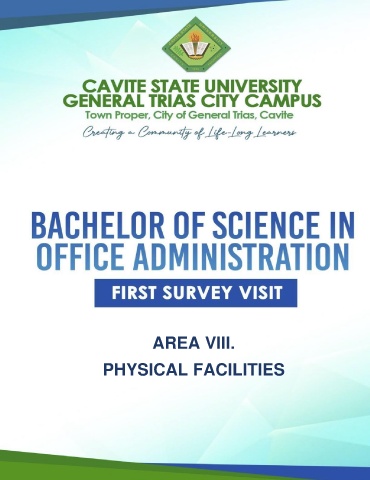 CAVITE STATE UNIVERSITY
GENERAL TRIAS CITY CAMPUS
Town Proper, City of General Trias, Cavite
Creating a Community of Life-Long Learners
BACHELOR OF SCIENCE IN
OFFICE ADMINISTRATION
FIRST SURVEY VISIT
AREA VIII.
PHYSICAL FACILITIES